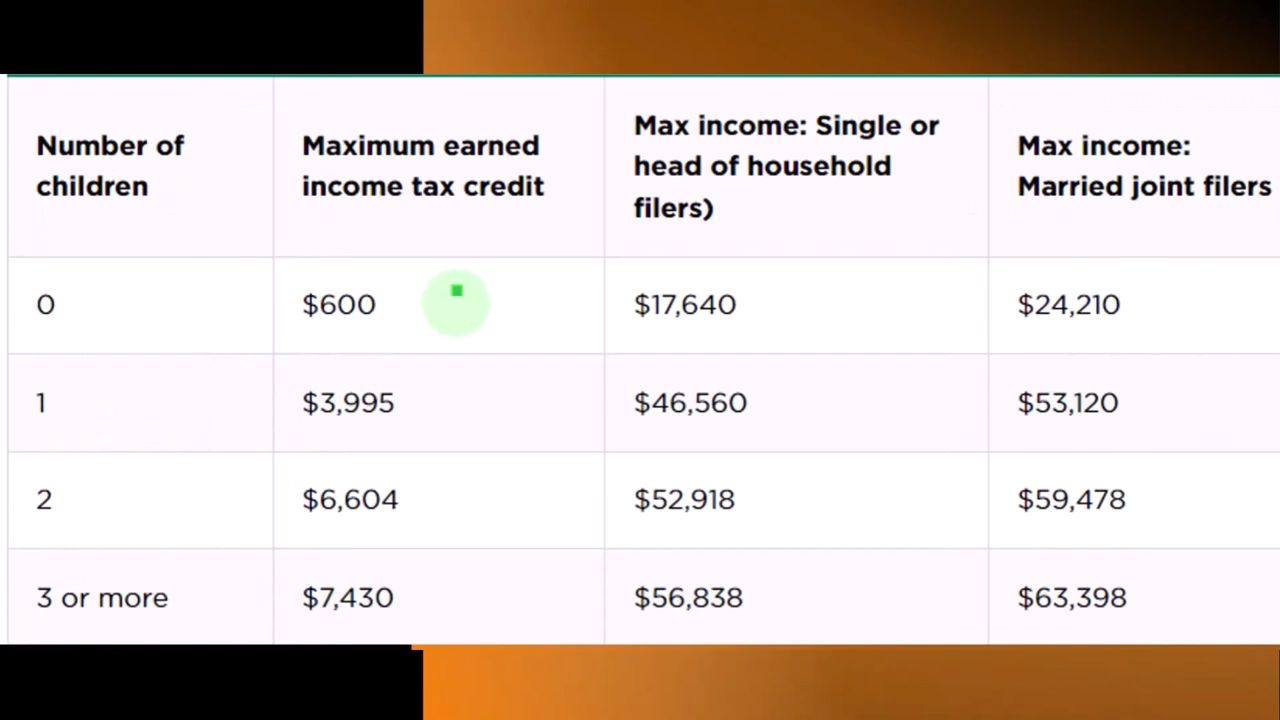 Number of
children
Maximum earned
income tax credit
Max income: Single or
head of household
filers)
Max income:
Married joint filers
0
$600
$17,640
$24,210
1
$3,995
$46,560
$53,120
2
$6,604
$52,918
$59,478
3 or more
$7,430
$56,838
$63,398